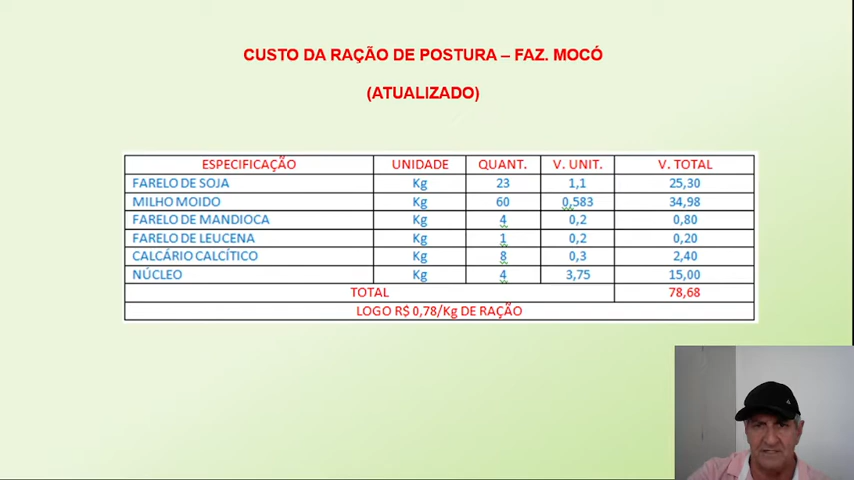 CUSTO DA RAÇÃO DE POSTURA – FAZ. MOCÓ
(ATUALIZADO)
ESPECIFICAÇÃO UNIDADE QUANT. V. UNIT. V. TOTAL
FARELO DE SOJA Kg 23 1,1 25,30
MILHO MOIDO Kg 60 0,583 34,98
FARELO DE MANDIOCA Kg 4 0,2 0,80
FARELO DE LEUCENA Kg 1 0,2 0,20
CALCÁRIO CALCÍTICO Kg 8 0,3 2,40
NÚCLEO Kg 4 3,75 15,00
TOTAL 78,68
LOGO R$ 0,78/Kg DE RAÇÃO